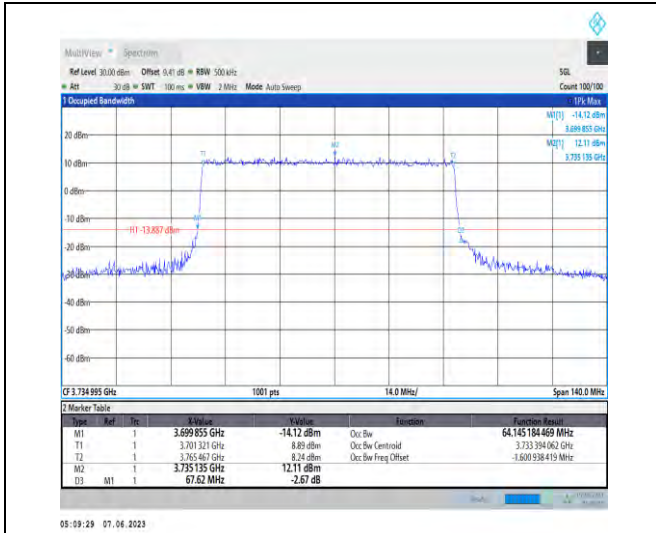 MultiView Spectrum
Ref Level 30.00 dBm Offset 9.41 dB RBW 500 kHz SGL
Att 30 dB SWT 100 ms VBW 2 MHz Mode Auto Sweep Count 100/100
1 Occupied Bandwidth 1Pk Max
M1[1] -14.12 dBm
3.699 855 GHz
M2[1] 12.11 dBm
3.735 135 GHz
20 dBm
M2
T1 T2
10 dBm
0 dBm
-10 dBm
H1 -13.887 dBm
D3
-20 dBm
-30 dBm
-40 dBm
-50 dBm
-60 dBm
CF 3.734 995 GHz 1001 pts 14.0 MHz/ Span 140.0 MHz
2 Marker Table
Type Ref Trc X-Value Y-Value Function Function Result
M1 1 3.699 855 GHz -14.12 dBm Occ Bw 64.145 184 469 MHz
T1 1 3.701 321 GHz 8.89 dBm Occ Bw Centroid 3.733 394 062 GHz
T2 1 3.765 467 GHz 8.24 dBm Occ Bw Freq Offset -1.600 938 419 MHz
M2 1 3.735 135 GHz 12.11 dBm
D3 M1 1 67.62 MHz -2.67 dB
Ready
05:09:29 07.06.2023